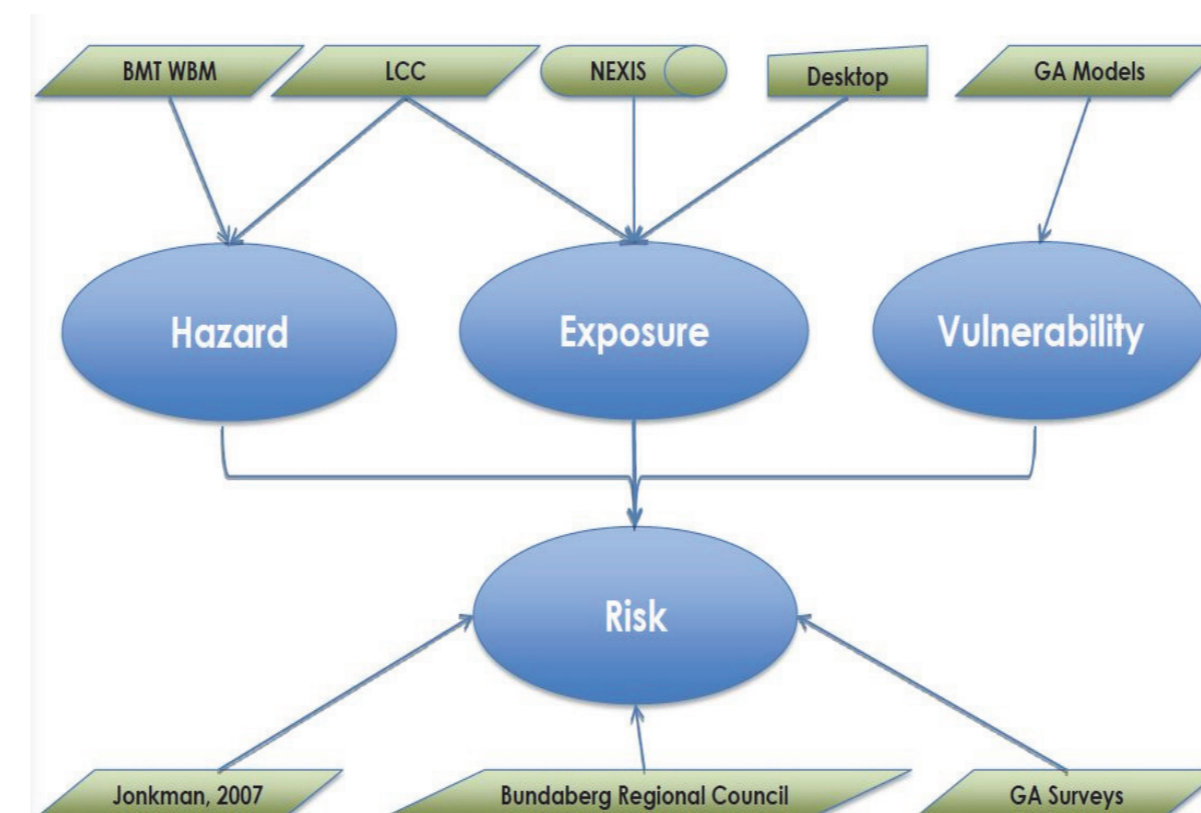 BMT WBM
LCC
NEXIS
Desktop
GA Models
Hazard
Exposure
Vulnerability
Risk
Jonkman, 2007
Bundaberg Regional Council
GA Surveys